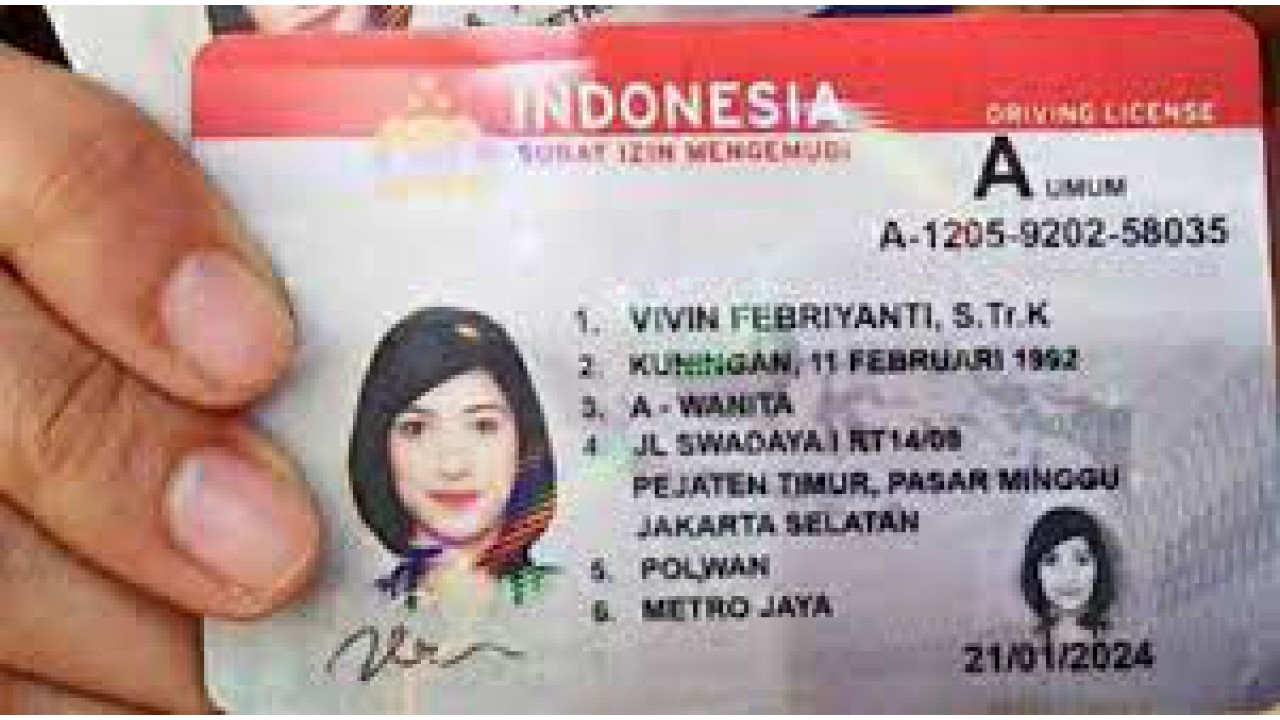 INDONESIA
SURAT IZIN MENGEMUDI
DRIVING LICENSE
A UMUM
A-1205-9202-58035
1. VIVIN FEBRIYANTI, S.Tr.K
2. KUNINGAN, 11 FEBRUARI 1992
3. A - WANITA
4. JL SWADAYA I RT14/08
PEJATEN TIMUR, PASAR MINGGU
JAKARTA SELATAN
5. POLWAN
6. METRO JAYA
21/01/2024